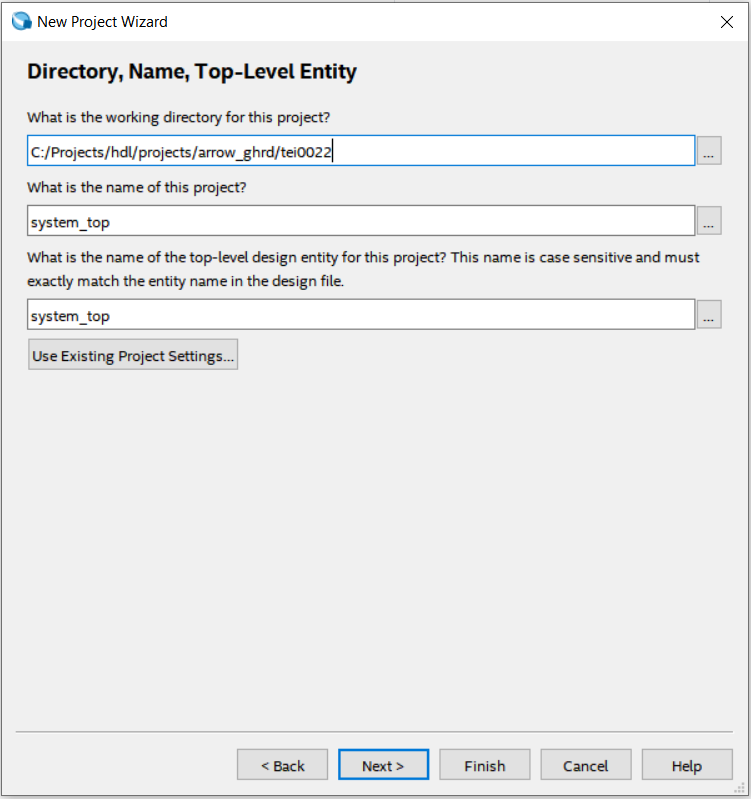 New Project Wizard
Directory, Name, Top-Level Entity
What is the working directory for this project?
C:/Projects/hdl/projects/arrow_ghrd/tei0022
...
What is the name of this project?
system_top
...
What is the name of the top-level design entity for this project? This name is case sensitive and must
exactly match the entity name in the design file.
system_top
...
Use Existing Project Settings...
< Back
Next >
Finish
Cancel
Help